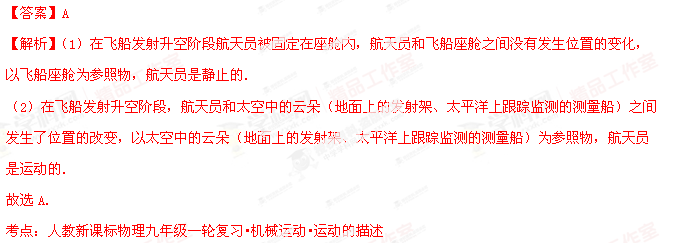 【答案】A
【解析】（1）在飞船发射升空阶段航天员被固定在座舱内，航天员和飞船座舱之间没有发生位置的变化，
以飞船座舱为参照物，航天员是静止的．
（2）在飞船发射升空阶段，航天员和太空中的云朵（地面上的发射架、太平洋上跟踪监测的测量船）之间
发生了位置的改变，以太空中的云朵（地面上的发射架、太平洋上跟踪监测的测量船）为参照物，航天员
是运动的．
故选 A.
考点：人教新课标物理九年级一轮复习·机械运动·运动的描述